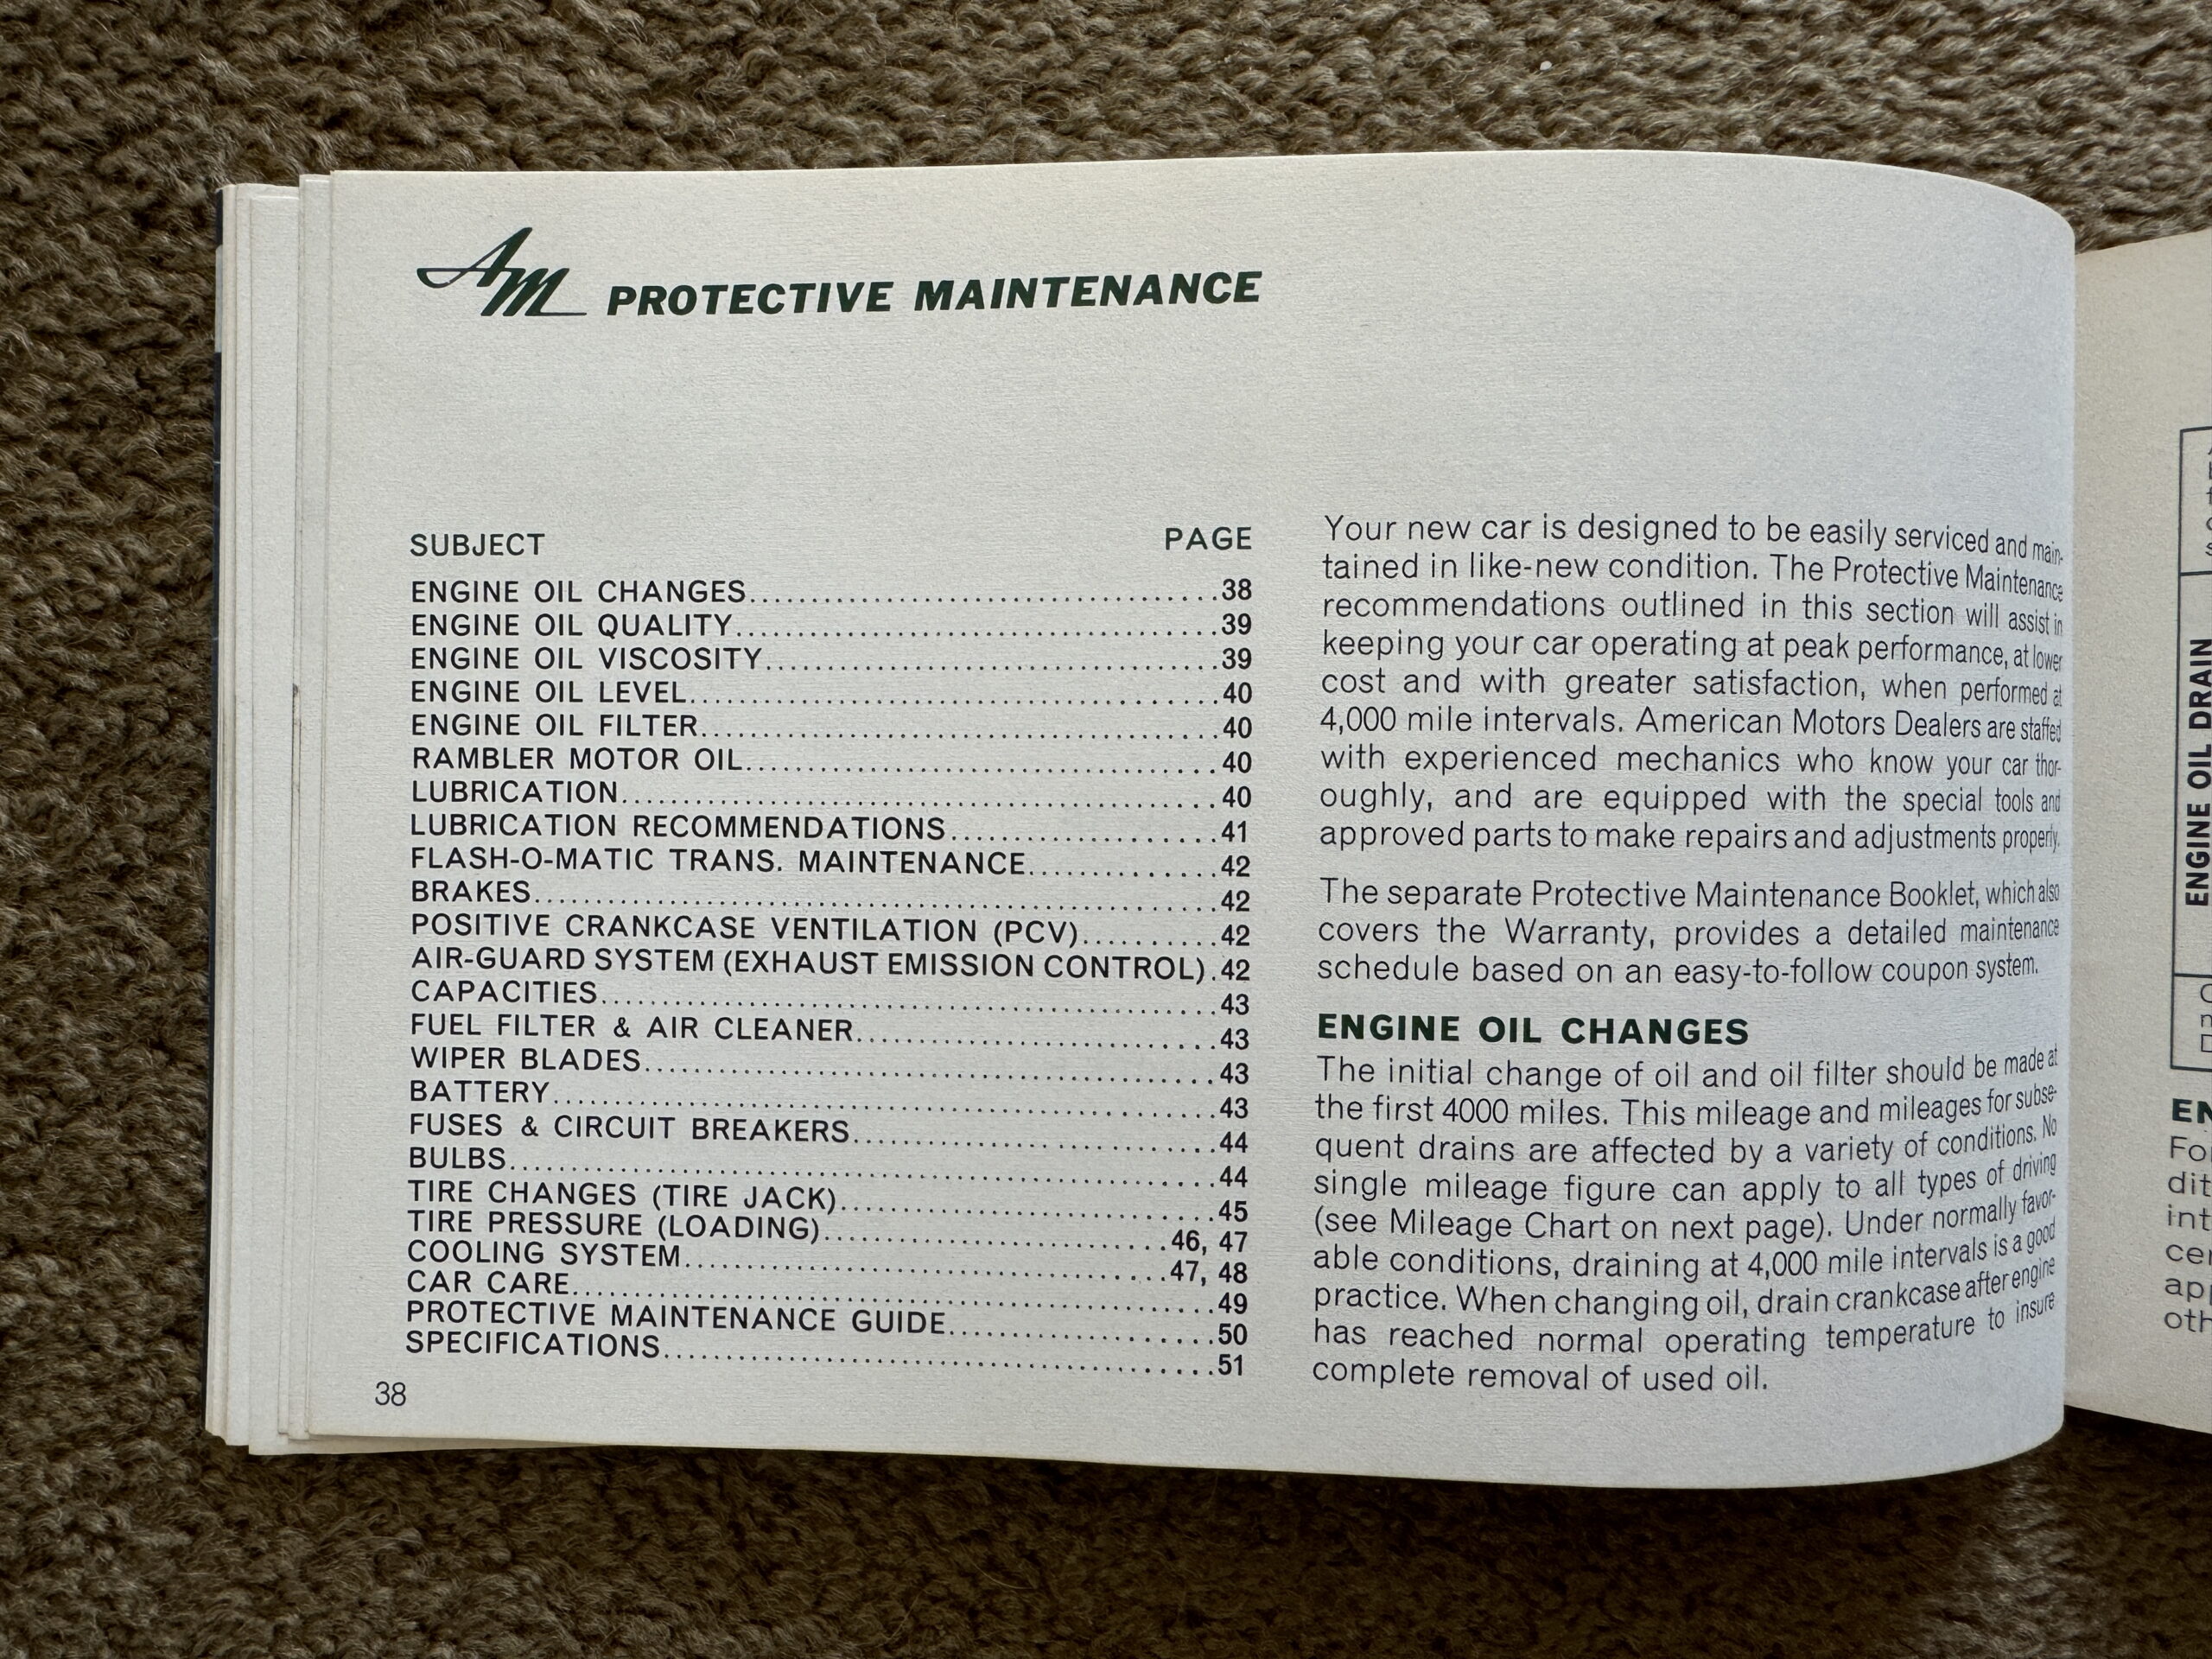 AM PROTECTIVE MAINTENANCE
SUBJECT PAGE
ENGINE OIL CHANGES..................................................38
ENGINE OIL QUALITY..................................................39
ENGINE OIL VISCOSITY................................................39
ENGINE OIL LEVEL....................................................40
ENGINE OIL FILTER...................................................40
RAMBLER MOTOR OIL...................................................40
LUBRICATION.........................................................40
LUBRICATION RECOMMENDATIONS.........................41
FLASH-O-MATIC TRANS. MAINTENANCE................42
BRAKES..............................................................42
POSITIVE CRANKCASE VENTILATION (PCV)..........42
AIR-GUARD SYSTEM (EXHAUST EMISSION CONTROL).42
CAPACITIES..........................................................43
FUEL FILTER & AIR CLEANER...............................43
WIPER BLADES........................................................43
BATTERY.............................................................43
FUSES & CIRCUIT BREAKERS................................44
BULBS...............................................................44
TIRE CHANGES (TIRE JACK).................................45
TIRE PRESSURE (LOADING)..............................46, 47
COOLING SYSTEM..............................................47, 48
CAR CARE............................................................49
PROTECTIVE MAINTENANCE GUIDE.....................50
SPECIFICATIONS......................................................51
38
Your new car is designed to be easily serviced and main-
tained in like-new condition. The Protective Maintenance
recommendations outlined in this section will assist in
keeping your car operating at peak performance, at lower
cost and with greater satisfaction, when performed at
4,000 mile intervals. American Motors Dealers are staffed
with experienced mechanics who know your car thor-
oughly, and are equipped with the special tools and
approved parts to make repairs and adjustments properly.
The separate Protective Maintenance Booklet, which also
covers the Warranty, provides a detailed maintenance
schedule based on an easy-to-follow coupon system.
ENGINE OIL CHANGES
The initial change of oil and oil filter should be made at
the first 4000 miles. This mileage and mileages for subse-
quent drains are affected by a variety of conditions. No
single mileage figure can apply to all types of driving
(see Mileage Chart on next page). Under normally favor-
able conditions, draining at 4,000 mile intervals is a good
practice. When changing oil, drain crankcase after engine
has reached normal operating temperature to insure
complete removal of used oil.
ENGINE OIL DRAIN